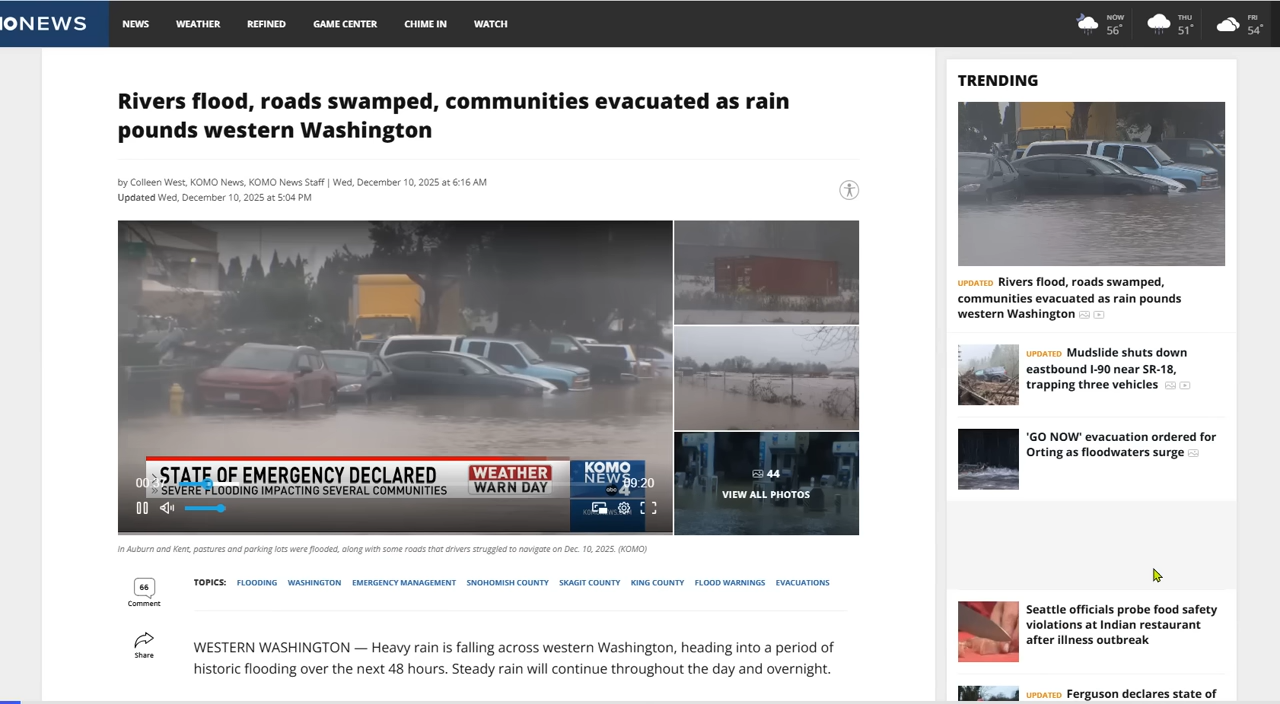 NEWS
NEWS
WEATHER
REFINED
GAME CENTER
CHIME IN
WATCH
NOW
56°
THU
51°
FRI
54°
Rivers flood, roads swamped, communities evacuated as rain
pounds western Washington
by Colleen West, KOMO News, KOMO News Staff | Wed, December 10, 2025 at 6:16 AM
Updated Wed, December 10, 2025 at 5:04 PM
STATE OF EMERGENCY DECLARED
SEVERE FLOODING IMPACTING SEVERAL COMMUNITIES
WEATHER
WARN DAY
KOMO
NEWS
abc 4
09:20
44
VIEW ALL PHOTOS
In Auburn and Kent, pastures and parking lots were flooded, along with some roads that drivers struggled to navigate on Dec. 10, 2025. (KOMO)
66
Comment
TOPICS: FLOODING WASHINGTON EMERGENCY MANAGEMENT SNOHOMISH COUNTY SKAGIT COUNTY KING COUNTY FLOOD WARNINGS EVACUATIONS
Share
WESTERN WASHINGTON — Heavy rain is falling across western Washington, heading into a period of
historic flooding over the next 48 hours. Steady rain will continue throughout the day and overnight.
TRENDING
UPDATED Rivers flood, roads swamped,
communities evacuated as rain pounds
western Washington
UPDATED Mudslide shuts down
eastbound I-90 near SR-18,
trapping three vehicles
'GO NOW' evacuation ordered for
Orting as floodwaters surge
Seattle officials probe food safety
violations at Indian restaurant
after illness outbreak
UPDATED Ferguson declares state of